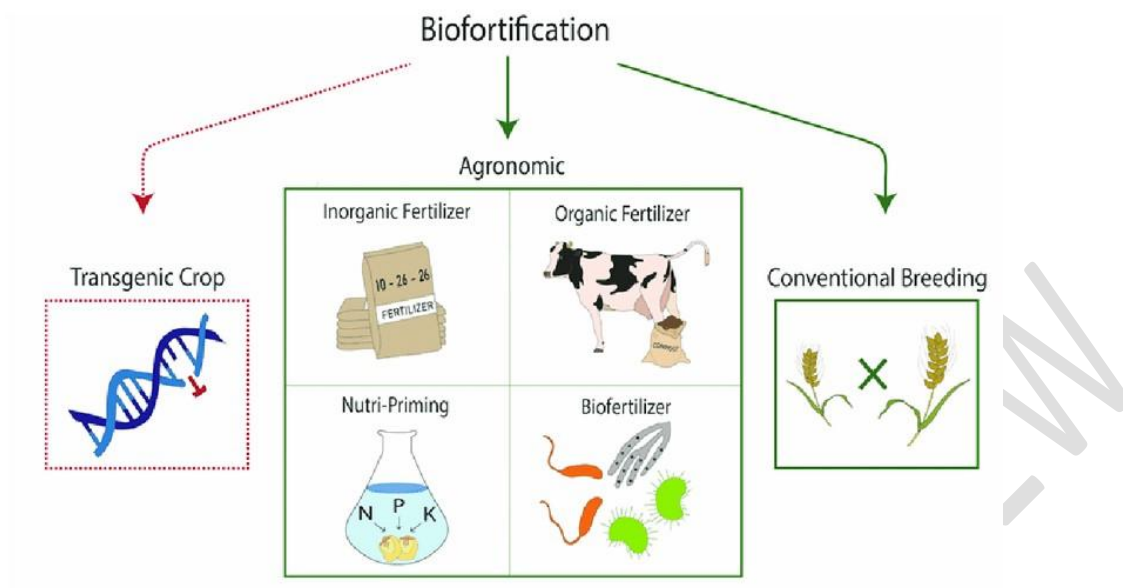 Biofortification
Agronomic
Transgenic Crop
Inorganic Fertilizer
10 - 26 - 26
FERTILIZER
Organic Fertilizer
COMPOST
Nutri-Priming
N P K
Biofertilizer
Conventional Breeding